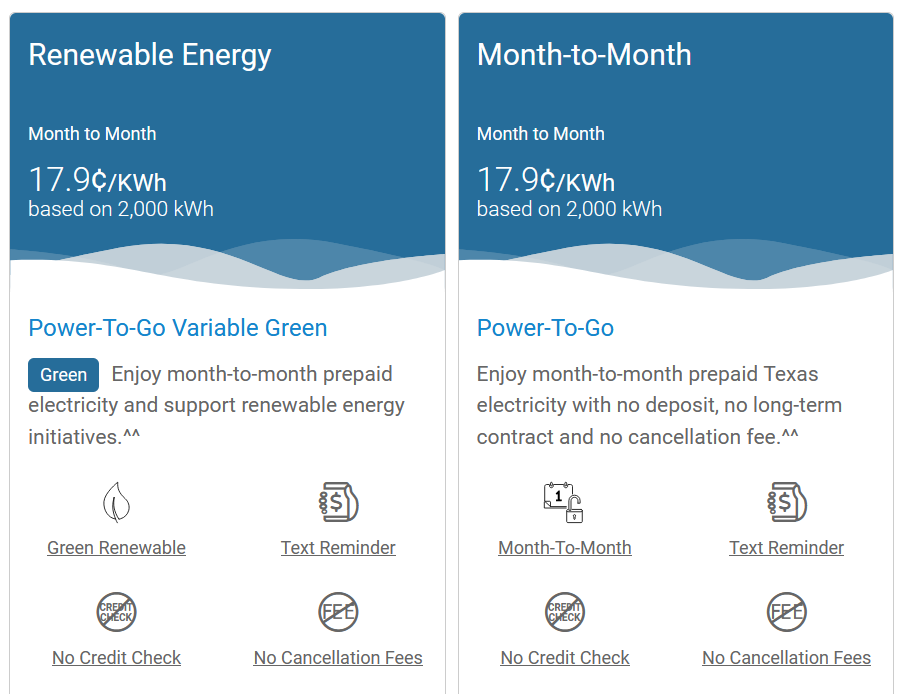 Renewable Energy
Month to Month
17.9¢/KWh
based on 2,000 kWh
Power-To-Go Variable Green
Green Enjoy month-to-month prepaid
electricity and support renewable energy
initiatives.^^
Green Renewable
Text Reminder
CREDIT
CHECK
No Credit Check
FEE
No Cancellation Fees
Month-to-Month
Month to Month
17.9¢/KWh
based on 2,000 kWh
Power-To-Go
Enjoy month-to-month prepaid Texas
electricity with no deposit, no long-term
contract and no cancellation fee.^^
1
Month-To-Month
$
Text Reminder
CREDIT
CHECK
No Credit Check
FEE
No Cancellation Fees